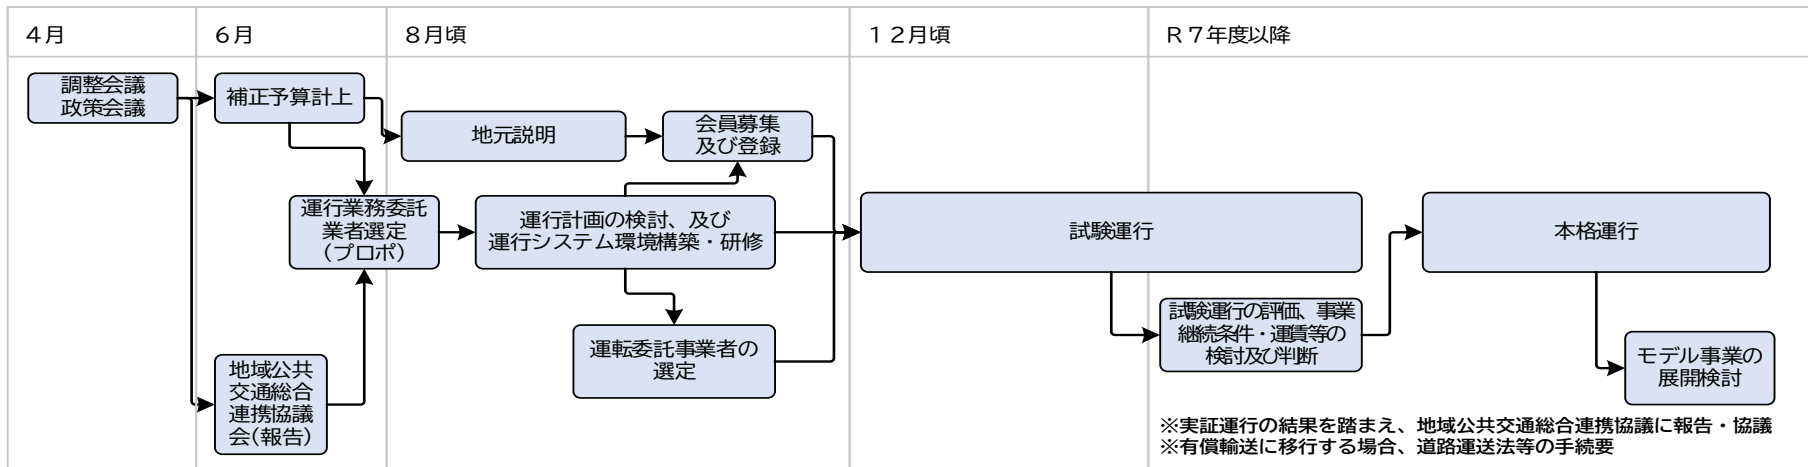 ４月
６月
８月頃
１２月頃
Ｒ７年度以降
調整会議
政策会議
補正予算計上
地元説明
会員募集
及び登録
運行業務委託
業者選定
（プロポ）
運行計画の検討、及び
運行システム環境構築・研修
試験運行
本格運行
地域公共
交通総合
連携協議
会(報告)
運転委託事業者の
選定
試験運行の評価、事業
継続条件・運賃等の
検討及び判断
モデル事業の
展開検討
※実証運行の結果を踏まえ、地域公共交通総合連携協議に報告・協議
※有償輸送に移行する場合、道路運送法等の手続要